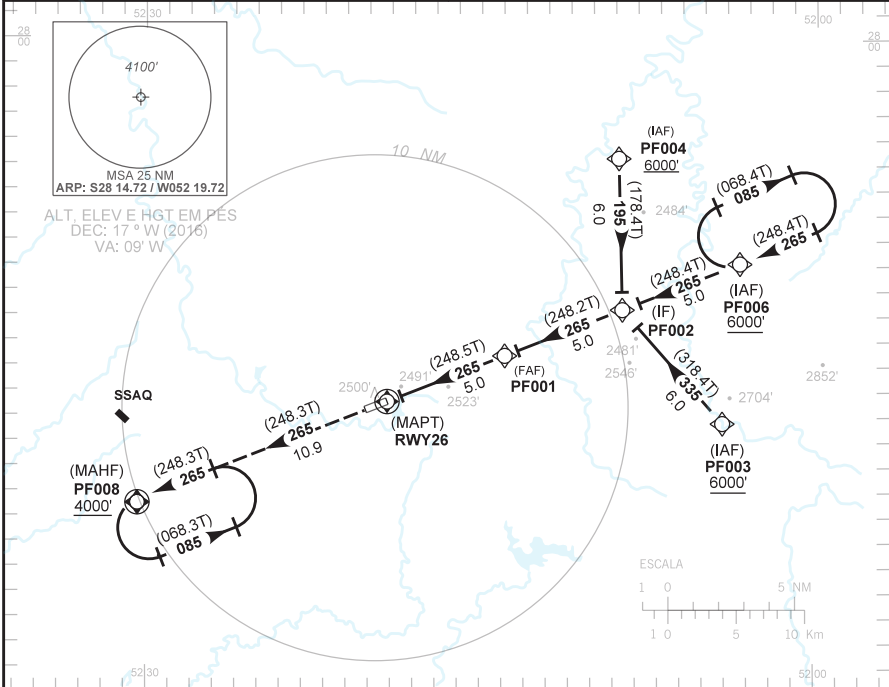 52 30
52 00
28
00
28
00
4100'
MSA 25 NM
ARP: S28 14.72 / W052 19.72
ALT, ELEV E HGT EM PÉS
DEC: 17 º W (2016)
VA: 09' W
10 NM
(IAF)
PF004
6000'
(178.4T)
195
6.0
2484'
(068.4T)
085
(248.4T)
265
(IAF)
PF006
6000'
(248.4T)
265
5.0
(IF)
PF002
(248.2T)
265
5.0
2481'
2546'
(FAF)
PF001
(248.5T)
265
5.0
2500'
2491'
2523'
(318.4T)
335
6.0
2704'
2852'
(IAF)
PF003
6000'
(MAPT)
RWY26
(248.3T)
265
10.9
SSAQ
(MAHF)
PF008
4000'
(248.3T)
265
(068.3T)
085
ESCALA
1 0 5 NM
1 0 5 10 Km
52 30
52 00